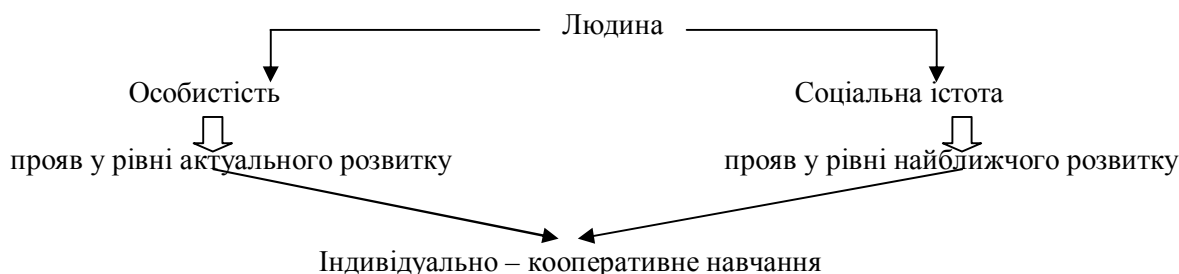 Людина
Особистість Соціальна істота
прояв у рівні актуального розвитку прояв у рівні найближчого розвитку
Індивідуально – кооперативне навчання